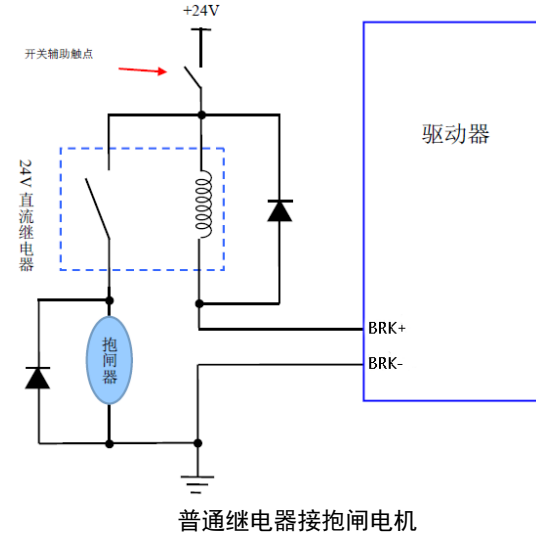 +24V
开关辅助触点
驱动器
24V 直流继电器
BRK+
抱闸器
BRK-
普通继电器接抱闸电机